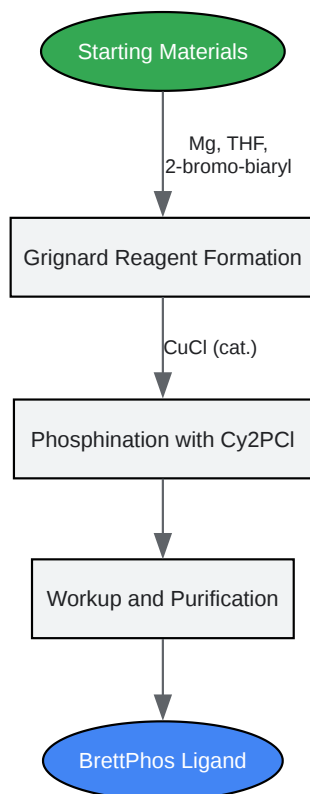 Starting Materials
Mg, THF,
2-bromo-biaryl
Grignard Reagent Formation
CuCl (cat.)
Phosphination with Cy2PCl
Workup and Purification
BrettPhos Ligand